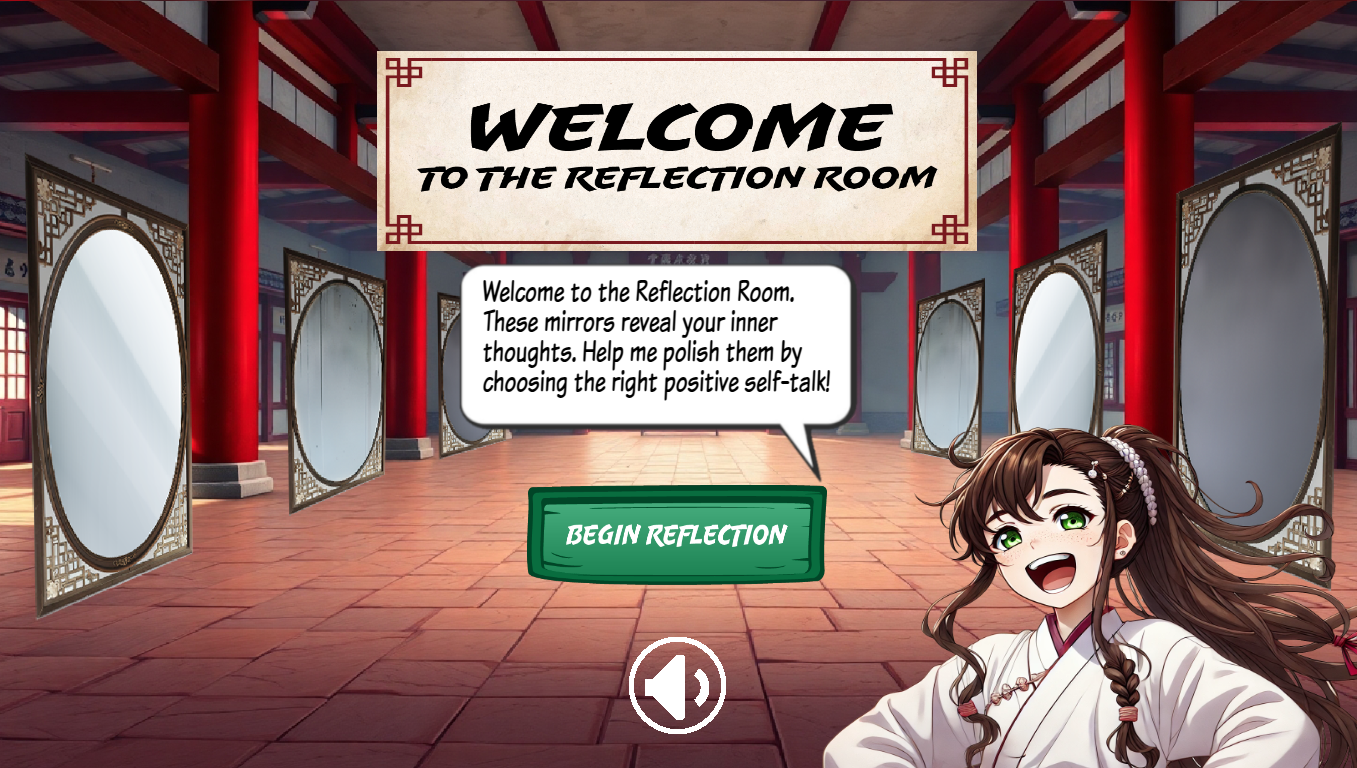 WELCOME
TO THE REFLECTION ROOM
Welcome to the Reflection Room.
These mirrors reveal your inner
thoughts. Help me polish them by
choosing the right positive self-talk!
BEGIN REFLECTION